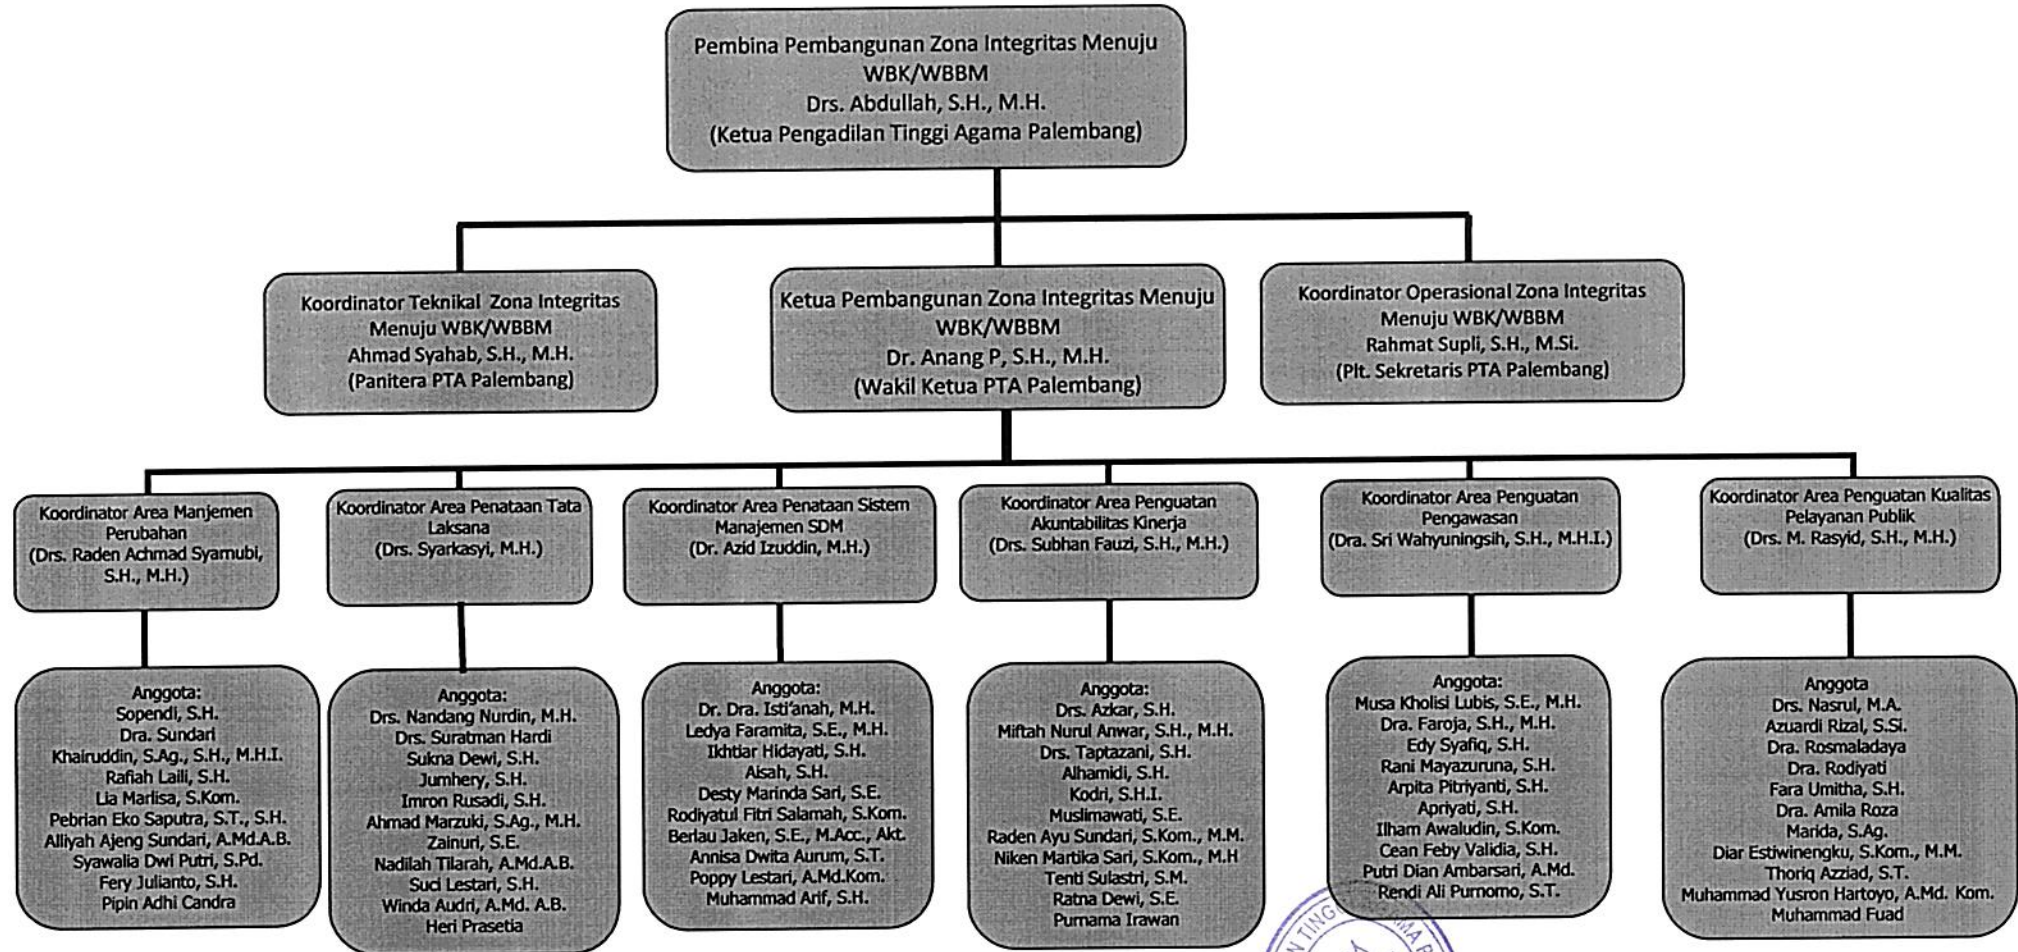 Pembina Pembangunan Zona Integritas Menuju
WBK/WBBM
Drs. Abdullah, S.H., M.H.
(Ketua Pengadilan Tinggi Agama Palembang)
Koordinator Teknikal Zona Integritas
Menuju WBK/WBBM
Ahmad Syahab, S.H., M.H.
(Panitera PTA Palembang)
Ketua Pembangunan Zona Integritas Menuju
WBK/WBBM
Dr. Anang P, S.H., M.H.
(Wakil Ketua PTA Palembang)
Koordinator Operasional Zona Integritas
Menuju WBK/WBBM
Rahmat Supli, S.H., M.Si.
(Plt. Sekretaris PTA Palembang)
Koordinator Area Manjemen
Perubahan
(Drs. Raden Achmad Syamubi,
S.H., M.H.)
Koordinator Area Penataan Tata
Laksana
(Drs. Syarkasyi, M.H.)
Koordinator Area Penataan Sistem
Manajemen SDM
(Dr. Azid Izuddin, M.H.)
Koordinator Area Penguatan
Akuntabilitas Kinerja
(Drs. Subhan Fauzi, S.H., M.H.)
Koordinator Area Penguatan
Pengawasan
(Dra. Sri Wahyuningsih, S.H., M.H.I.)
Koordinator Area Penguatan Kualitas
Pelayanan Publik
(Drs. M. Rasyid, S.H., M.H.)
Anggota:
Sopendi, S.H.
Dra. Sundari
Khairuddin, S.Ag., S.H., M.H.I.
Rafiah Laili, S.H.
Lia Marlisa, S.Kom.
Pebrian Eko Saputra, S.T., S.H.
Alliyah Ajeng Sundari, A.Md.A.B.
Syawalia Dwi Putri, S.Pd.
Fery Julianto, S.H.
Pipin Adhi Candra
Anggota:
Drs. Nandang Nurdin, M.H.
Drs. Suratman Hardi
Sukna Dewi, S.H.
Jumhery, S.H.
Imron Rusadi, S.H.
Ahmad Marzuki, S.Ag., M.H.
Zainuri, S.E.
Nadilah Tilarah, A.Md.A.B.
Suci Lestari, S.H.
Winda Audri, A.Md. A.B.
Heri Prasetia
Anggota:
Dr. Dra. Isti'anah, M.H.
Ledya Faramita, S.E., M.H.
Ikhtiar Hidayati, S.H.
Aisah, S.H.
Desty Marinda Sari, S.E.
Rodiyatul Fitri Salamah, S.Kom.
Berlau Jaken, S.E., M.Acc., Akt.
Annisa Dwita Aurum, S.T.
Poppy Lestari, A.Md.Kom.
Muhammad Arif, S.H.
Anggota:
Drs. Azkar, S.H.
Miftah Nurul Anwar, S.H., M.H.
Drs. Taptazani, S.H.
Alhamidi, S.H.
Kodri, S.H.I.
Muslimawati, S.E.
Raden Ayu Sundari, S.Kom., M.M.
Niken Martika Sari, S.Kom., M.H
Tenti Sulastri, S.M.
Ratna Dewi, S.E.
Purnama Irawan
Anggota:
Musa Kholisi Lubis, S.E., M.H.
Dra. Faroja, S.H., M.H.
Edy Syafiq, S.H.
Rani Mayazuruna, S.H.
Arpita Pitriyanti, S.H.
Apriyati, S.H.
Ilham Awaludin, S.Kom.
Cean Feby Validia, S.H.
Putri Dian Ambarsari, A.Md.
Rendi Ali Purnomo, S.T.
Anggota
Drs. Nasrul, M.A.
Azuardi Rizal, S.Si.
Dra. Rosmaladaya
Dra. Rodiyati
Fara Umitha, S.H.
Dra. Amila Roza
Marida, S.Ag.
Diar Estiwinengku, S.Kom., M.M.
Thoriq Azziad, S.T.
Muhammad Yusron Hartoyo, A.Md. Kom.
Muhammad Fuad